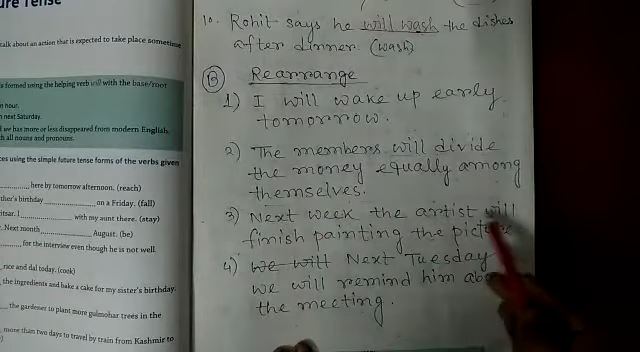 ure Tense
talk about an action that is expected to take place sometime
s formed using the helping verb will with the base/root
n hour.
next Saturday.
has more or less disappeared from modern English.
all nouns and pronouns.
ces using the simple future tense forms of the verbs given
here by tomorrow afternoon. (reach)
ther's birthday on a Friday. (fall)
itsar. I with my aunt there. (stay)
. Next month August. (be)
for the interview even though he is not well.
rice and dal today. (cook)
the ingredients and bake a cake for my sister's birthday.
the gardener to plant more gulmohar trees in the
more than two days to travel by train from Kashmir to
10. Rohit says he will wash the dishes
after dinner. (wash)
(B) Rearrange
1) I will wake up early
tomorrow.
2) The members will divide
the money equally among
themselves.
3) Next week the artist will
finish painting the
4) we will Next Tuesday
we will remind him
the meeting.